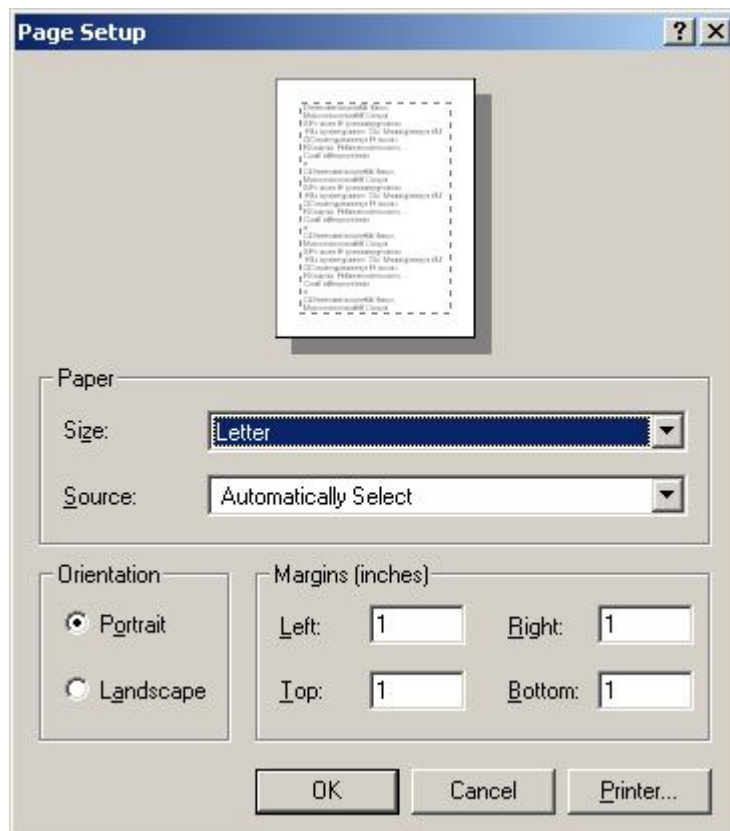 Page Setup
Paper
Size: Letter
Source: Automatically Select
Orientation
Portrait
Landscape
Margins (inches)
Left: 1 Right: 1
Top: 1 Bottom: 1
OK Cancel Printer...